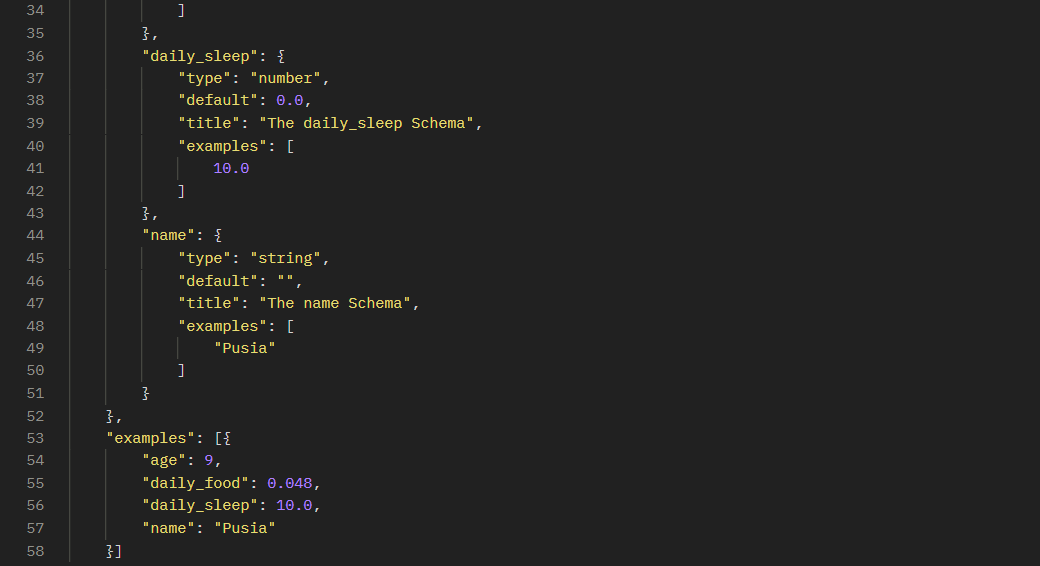 34 ]
35 },
36 "daily_sleep": {
37 "type": "number",
38 "default": 0.0,
39 "title": "The daily_sleep Schema",
40 "examples": [
41 10.0
42 ]
43 },
44 "name": {
45 "type": "string",
46 "default": "",
47 "title": "The name Schema",
48 "examples": [
49 "Pusia"
50 ]
51 }
52 },
53 "examples": [{
54 "age": 9,
55 "daily_food": 0.048,
56 "daily_sleep": 10.0,
57 "name": "Pusia"
58 }]